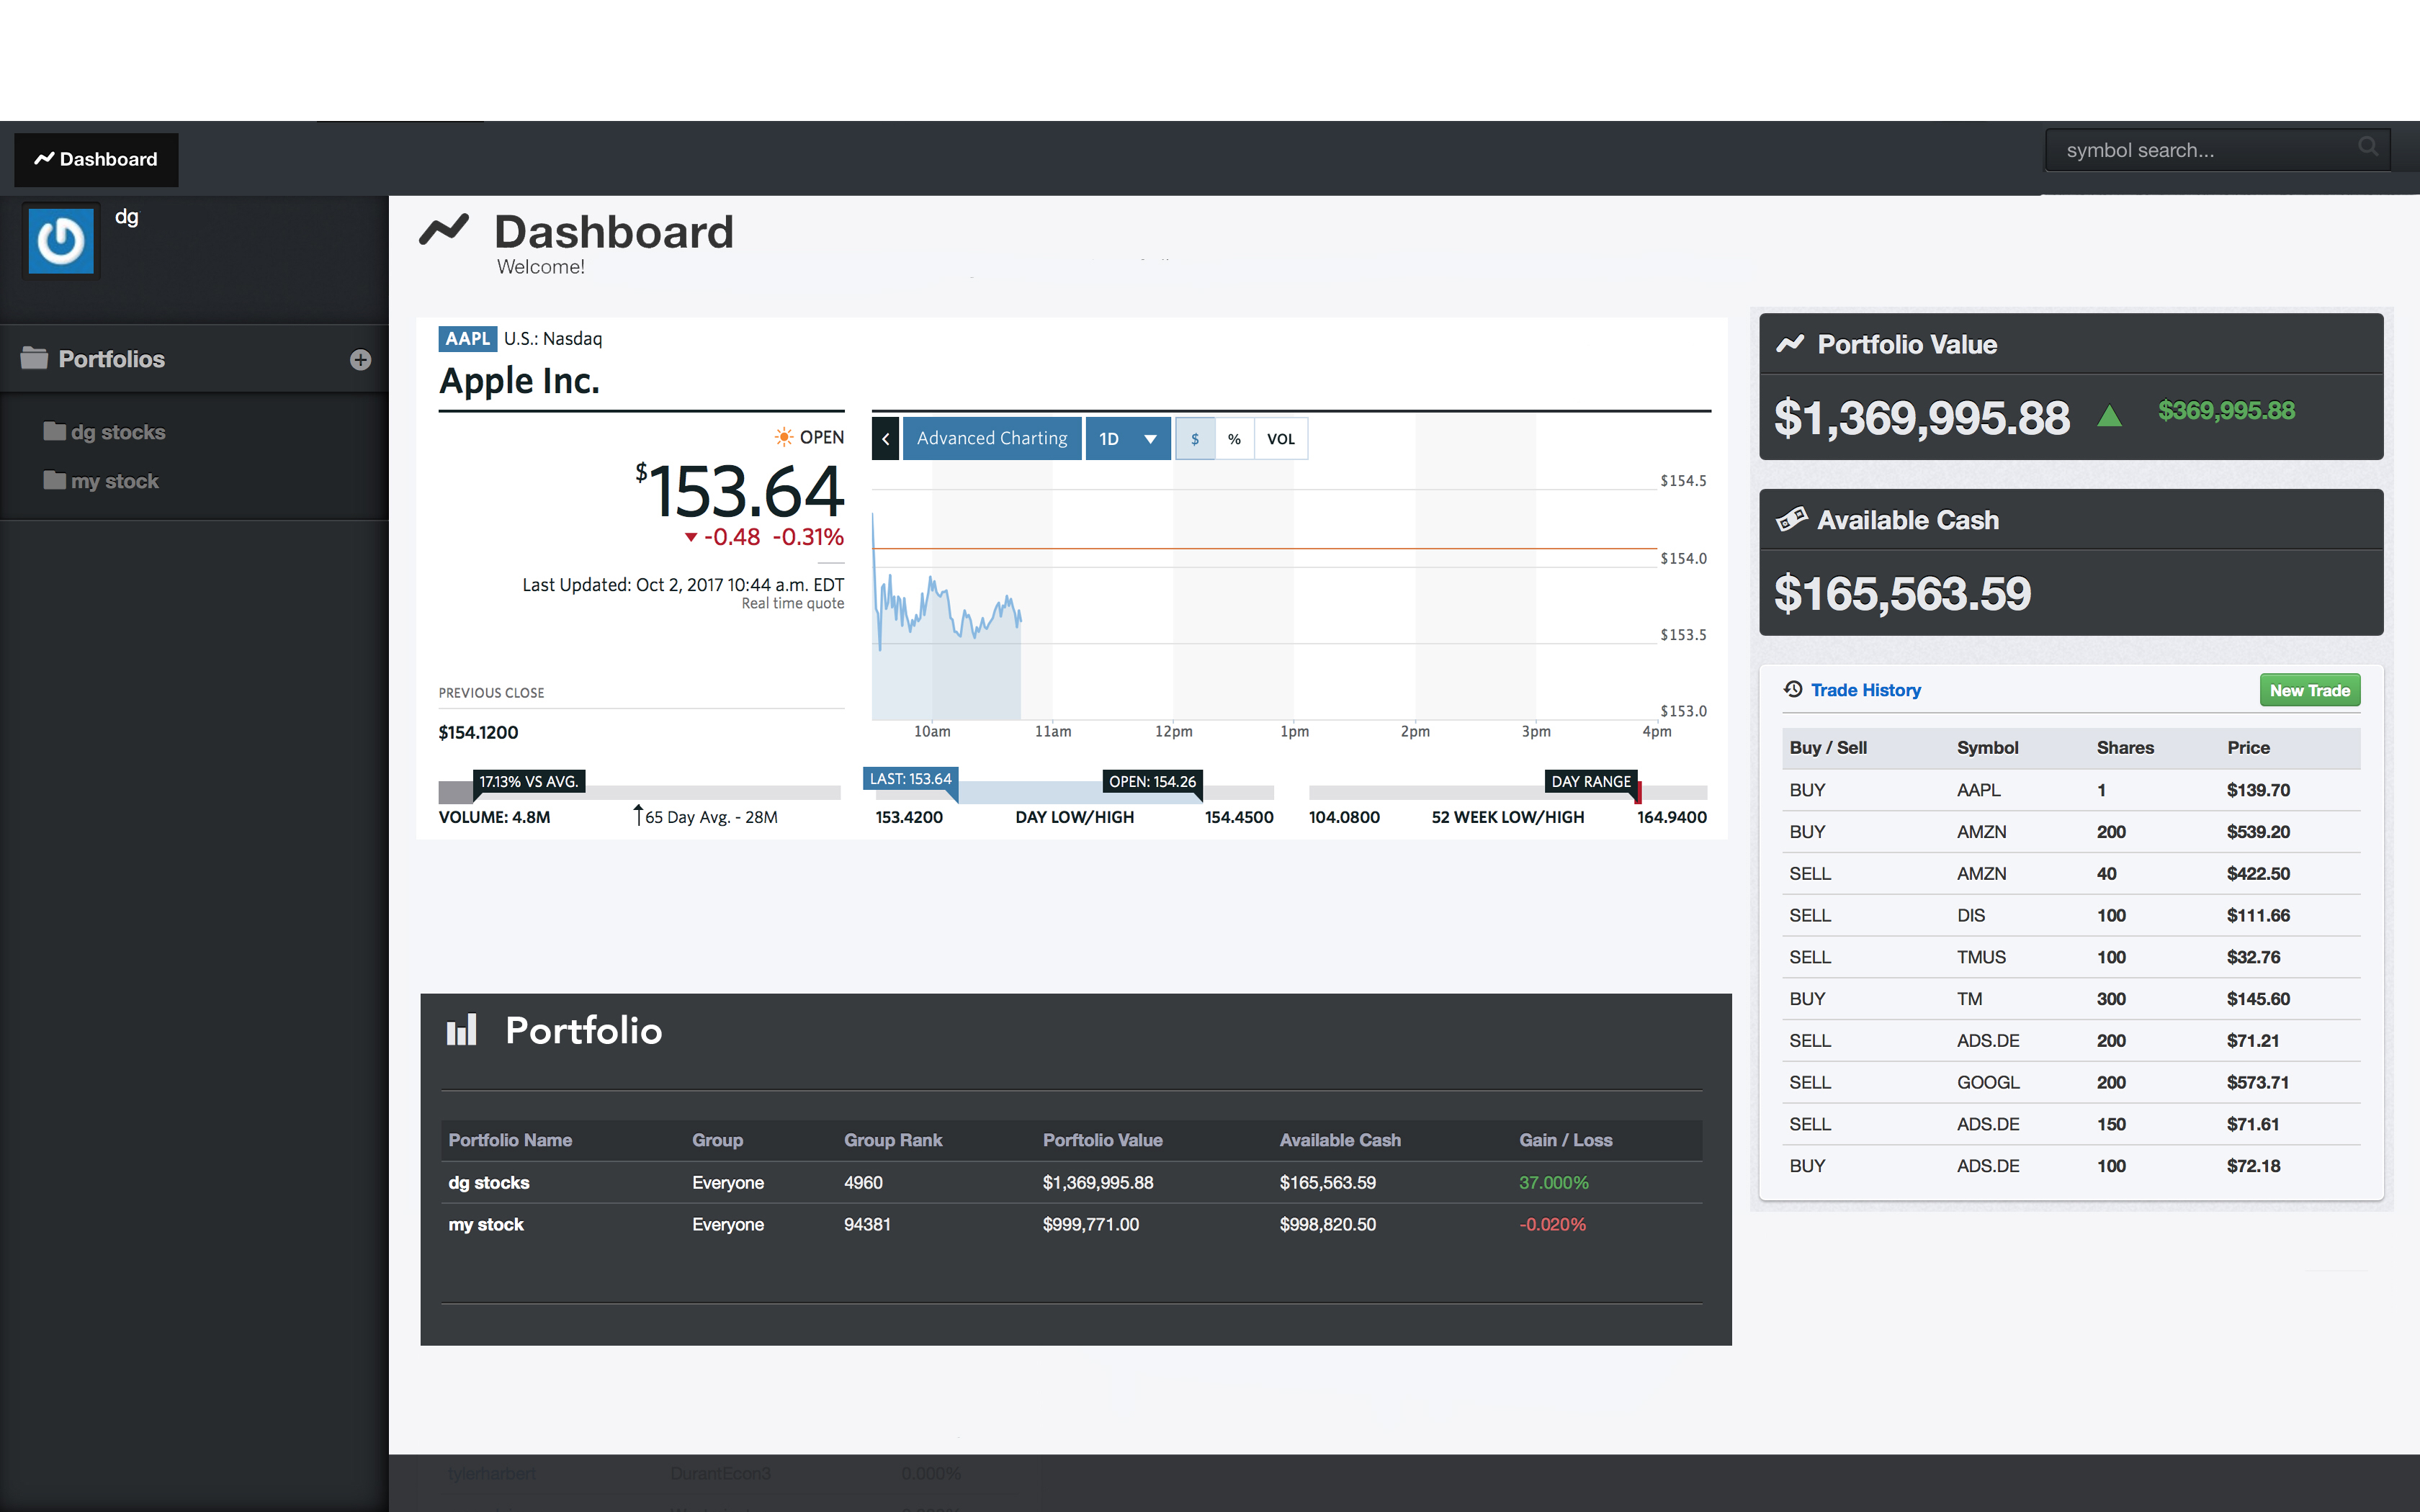 Dashboard
symbol search...
dg
Portfolios
dg stocks
my stock
Dashboard
Welcome!
AAPL U.S.: Nasdaq
Apple Inc.
OPEN
$153.64
-0.48 -0.31%
Last Updated: Oct 2, 2017 10:44 a.m. EDT
Real time quote
PREVIOUS CLOSE
$154.1200
17.13% VS AVG.
VOLUME: 4.8M 65 Day Avg. - 28M
Advanced Charting 1D $ % VOL
$154.5
$154.0
$153.5
$153.0
10am 11am 12pm 1pm 2pm 3pm 4pm
LAST: 153.64 OPEN: 154.26
153.4200 DAY LOW/HIGH 154.4500
DAY RANGE
104.0800 52 WEEK LOW/HIGH 164.9400
Portfolio Value
$1,369,995.88 $369,995.88
Available Cash
$165,563.59
Trade History New Trade
Buy / Sell Symbol Shares Price
BUY AAPL 1 $139.70
BUY AMZN 200 $539.20
SELL AMZN 40 $422.50
SELL DIS 100 $111.66
SELL TMUS 100 $32.76
BUY TM 300 $145.60
SELL ADS.DE 200 $71.21
SELL GOOGL 200 $573.71
SELL ADS.DE 150 $71.61
BUY ADS.DE 100 $72.18
Portfolio
Portfolio Name Group Group Rank Porftolio Value Available Cash Gain / Loss
dg stocks Everyone 4960 $1,369,995.88 $165,563.59 37.000%
my stock Everyone 94381 $999,771.00 $998,820.50 -0.020%
tylerharbert DurantEcon3 0.000%